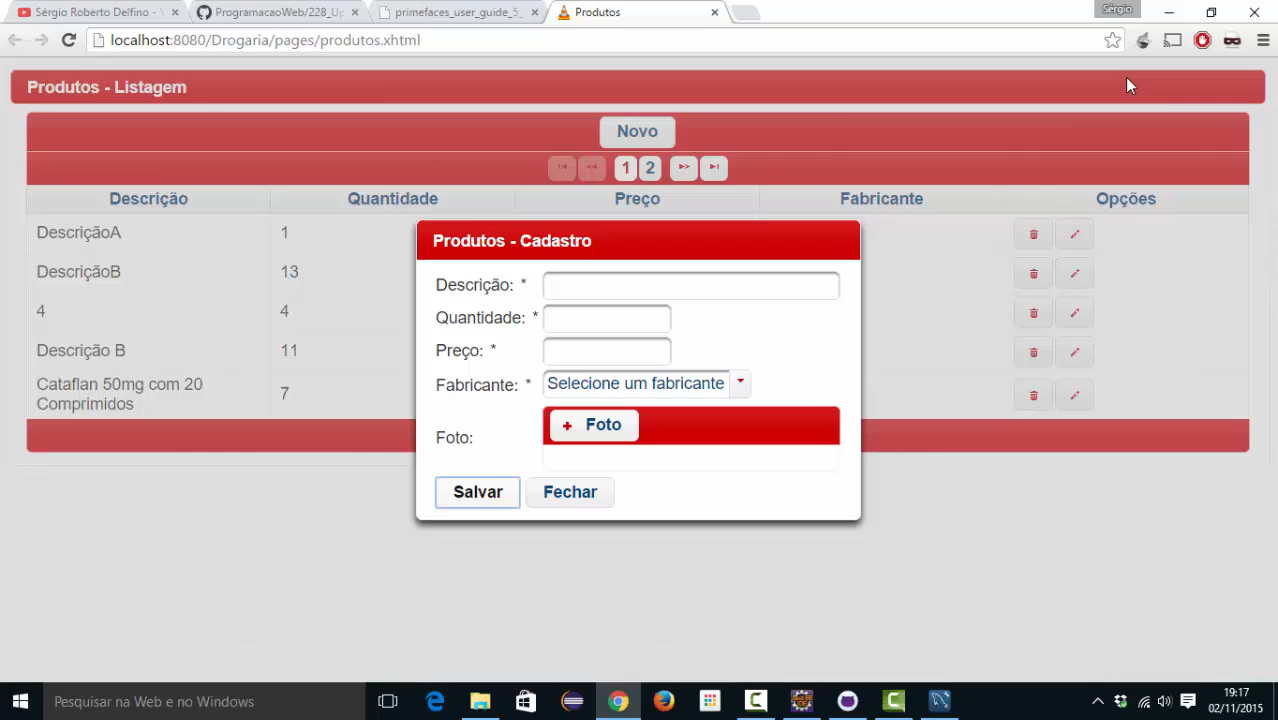 Sérgio Roberto Delfino - V
ProgramacaoWeb/228_Up
primefaces_user_guide_5_
Produtos
Sérgio
localhost:8080/Drogaria/pages/produtos.xhtml
Produtos - Listagem
Novo
1 2
Descrição Quantidade Preço Fabricante Opções
DescriçãoA 1
DescriçãoB 13
4 4
Descrição B 11
Cataflan 50mg com 20
Comprimidos
7
Produtos - Cadastro
Descrição: *
Quantidade: *
Preço: *
Fabricante: * Selecione um fabricante
Foto: + Foto
Salvar Fechar
Pesquisar na Web e no Windows
19:17
02/11/2015